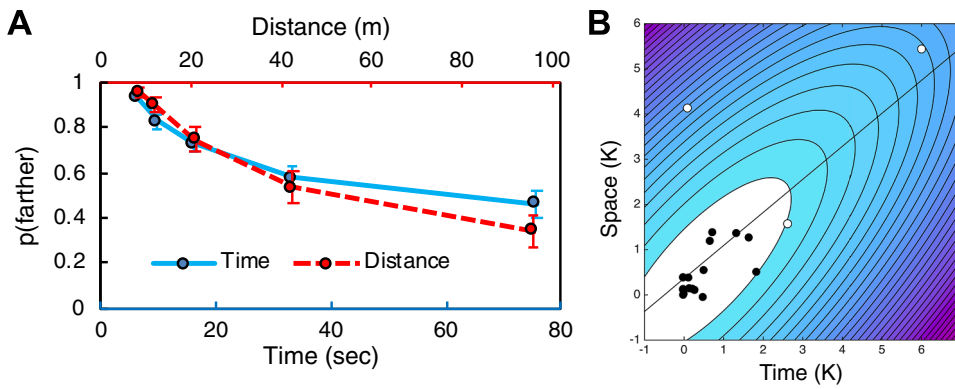 A
Distance (m)
0 20 40 60 80 100
1
0.8
0.6
0.4
0.2
0
p(farther)
Time Distance
0 20 40 60 80
Time (sec)
B
6
5
4
3
2
1
0
-1
Space (K)
-1 0 1 2 3 4 5 6
Time (K)